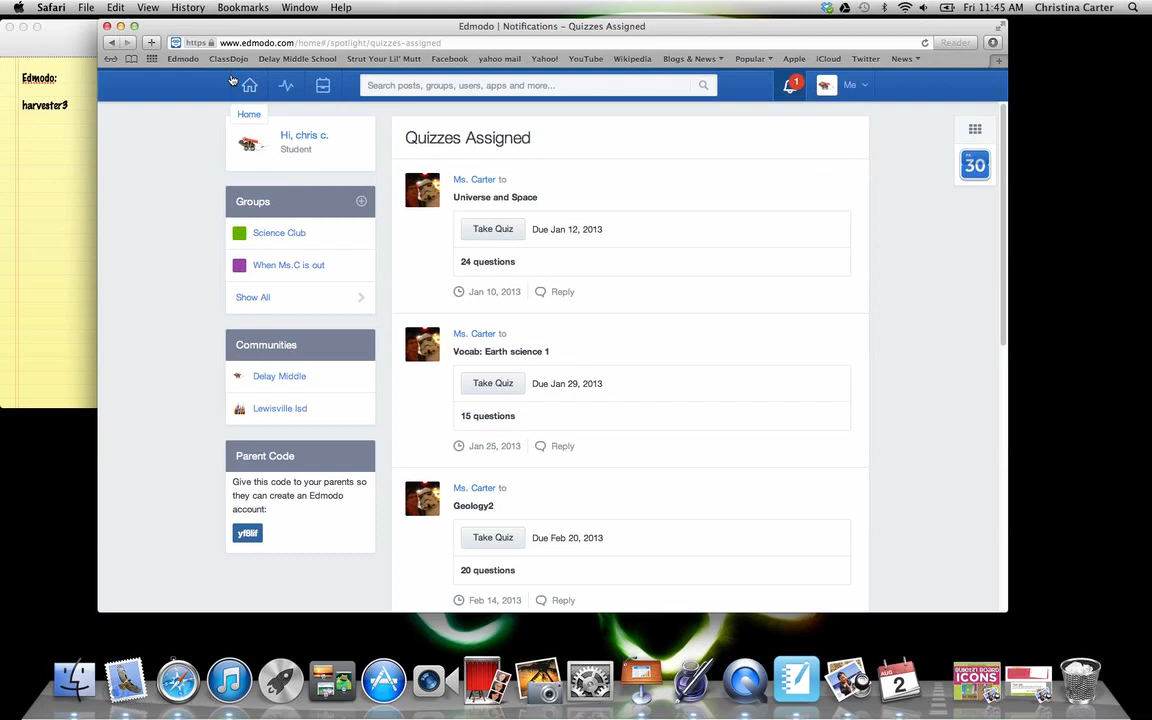 Safari File Edit View History Bookmarks Window Help Fri 11:45 AM Christina Carter
Edmodo | Notifications - Quizzes Assigned
https www.edmodo.com/home#/spotlight/quizzes-assigned Reader
Edmodo ClassDojo Delay Middle School Strut Your Lil' Mutt Facebook yahoo mail Yahoo! YouTube Wikipedia Blogs & News Popular Apple iCloud Twitter News
Edmodo:
harvester3
Search posts, groups, users, apps and more...
1
Me
Home
Hi, chris c.
Student
Groups
Science Club
When Ms.C is out
Show All
Communities
Delay Middle
Lewisville Isd
Parent Code
Give this code to your parents so
they can create an Edmodo
account:
Quizzes Assigned
Ms. Carter to
Universe and Space
Take Quiz Due Jan 12, 2013
24 questions
Jan 10, 2013 Reply
Ms. Carter to
Vocab: Earth science 1
Take Quiz Due Jan 29, 2013
15 questions
Jan 25, 2013 Reply
Ms. Carter to
Geology2
Take Quiz Due Feb 20, 2013
20 questions
Feb 14, 2013 Reply
30
2
BULLETIN BOARD
ICONS